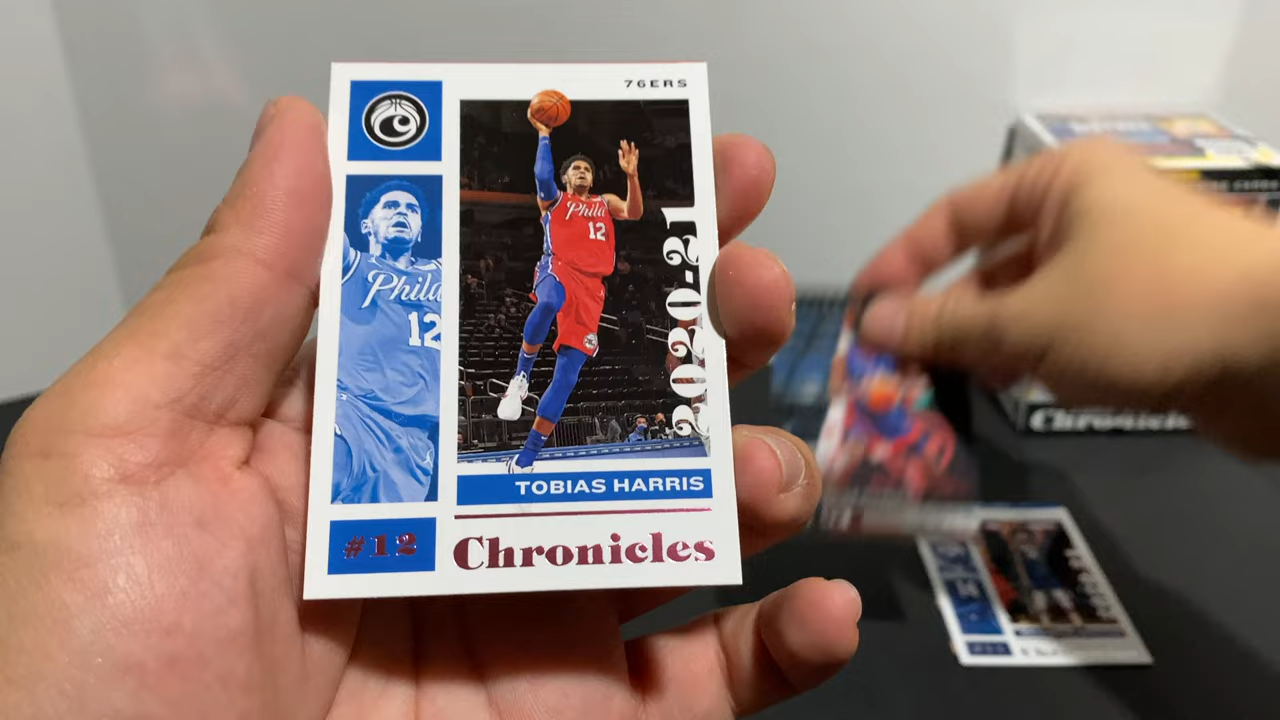 76ERS
Phila
12
2020-21
Phila
12
TOBIAS HARRIS
#12
Chronicles
Chronicles